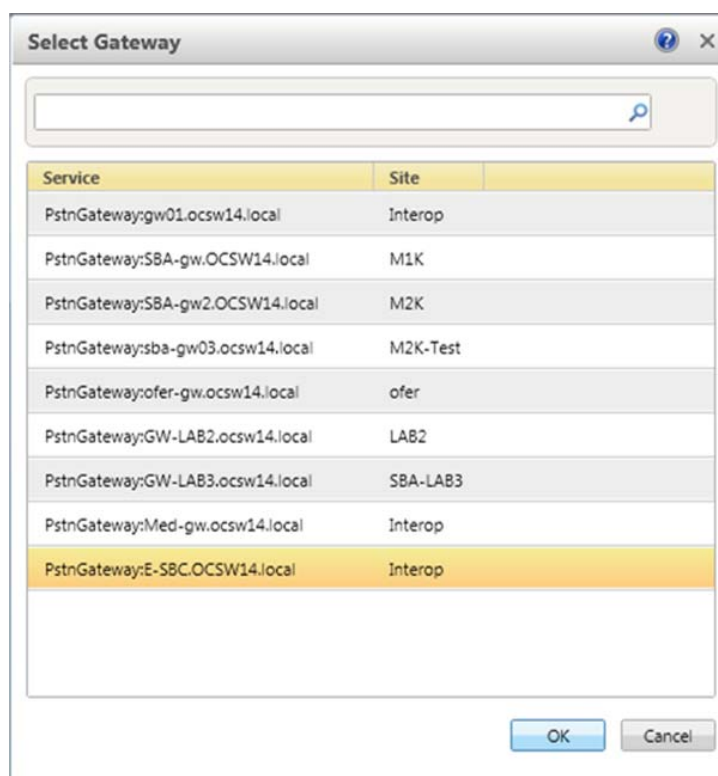 Select Gateway
Service Site
PstnGateway:gw01.ocsw14.local Interop
PstnGateway:SBA-gw.OCSW14.local M1K
PstnGateway:SBA-gw2.OCSW14.local M2K
PstnGateway:sba-gw03.ocsw14.local M2K-Test
PstnGateway:ofer-gw.ocsw14.local ofer
PstnGateway:GW-LAB2.ocsw14.local LAB2
PstnGateway:GW-LAB3.ocsw14.local SBA-LAB3
PstnGateway:Med-gw.ocsw14.local Interop
PstnGateway:E-SBC.OCSW14.local Interop
OK Cancel